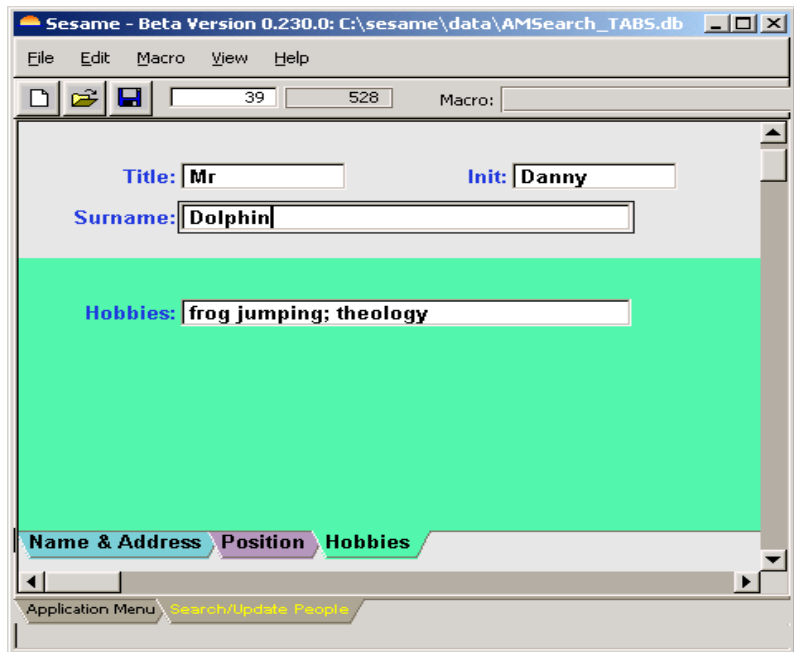 Sesame - Beta Version 0.230.0: C:\sesame\data\AMSearch_TABS.db
File Edit Macro View Help
39 528 Macro:
Title: Mr Init: Danny
Surname: Dolphin
Hobbies: frog jumping; theology
Name & Address Position Hobbies
Application Menu Search/Update People